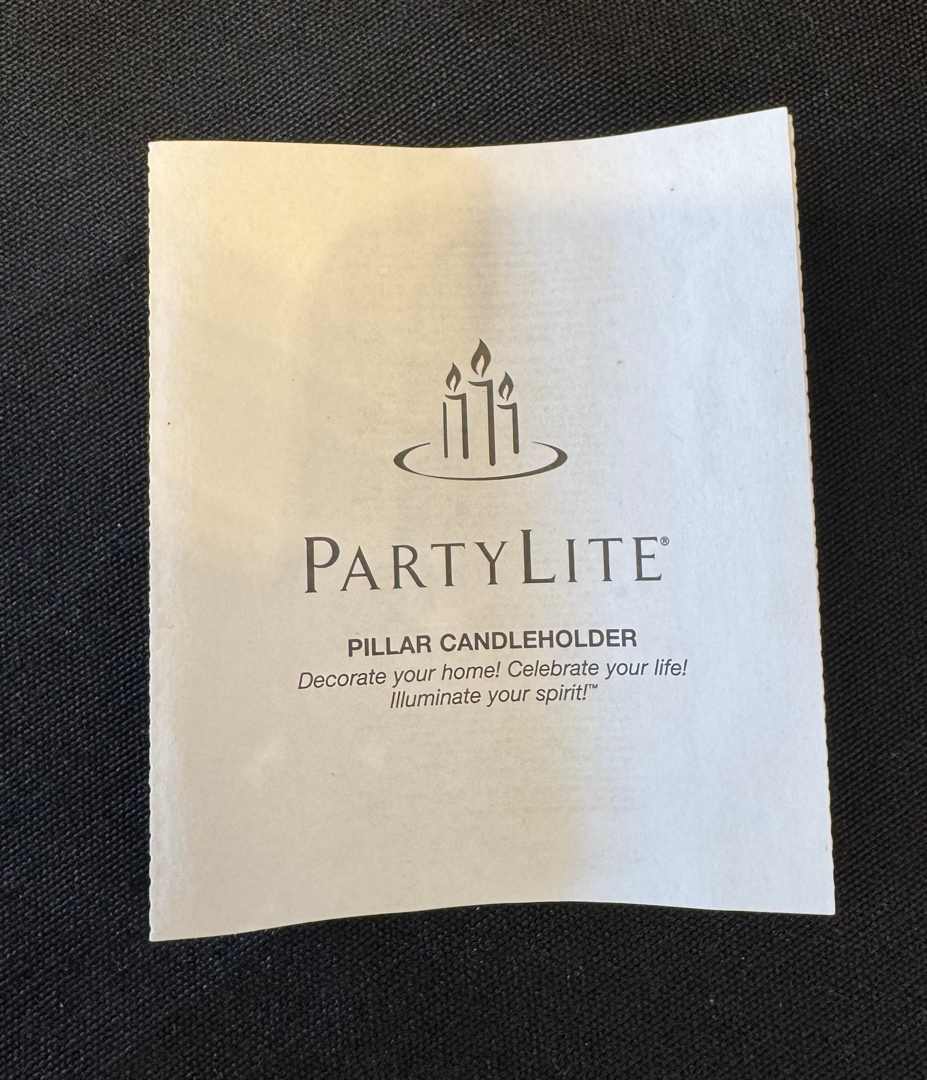 PARTYLITE®
PILLAR CANDLEHOLDER
Decorate your home! Celebrate your life!
Illuminate your spirit!™